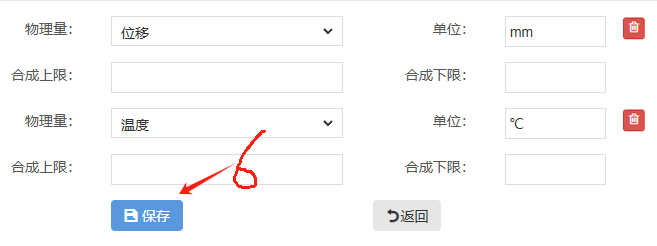 物理量： 位移 单位： mm
合成上限： 合成下限：
物理量： 温度 单位： ℃
合成上限： 合成下限：
6
保存 返回